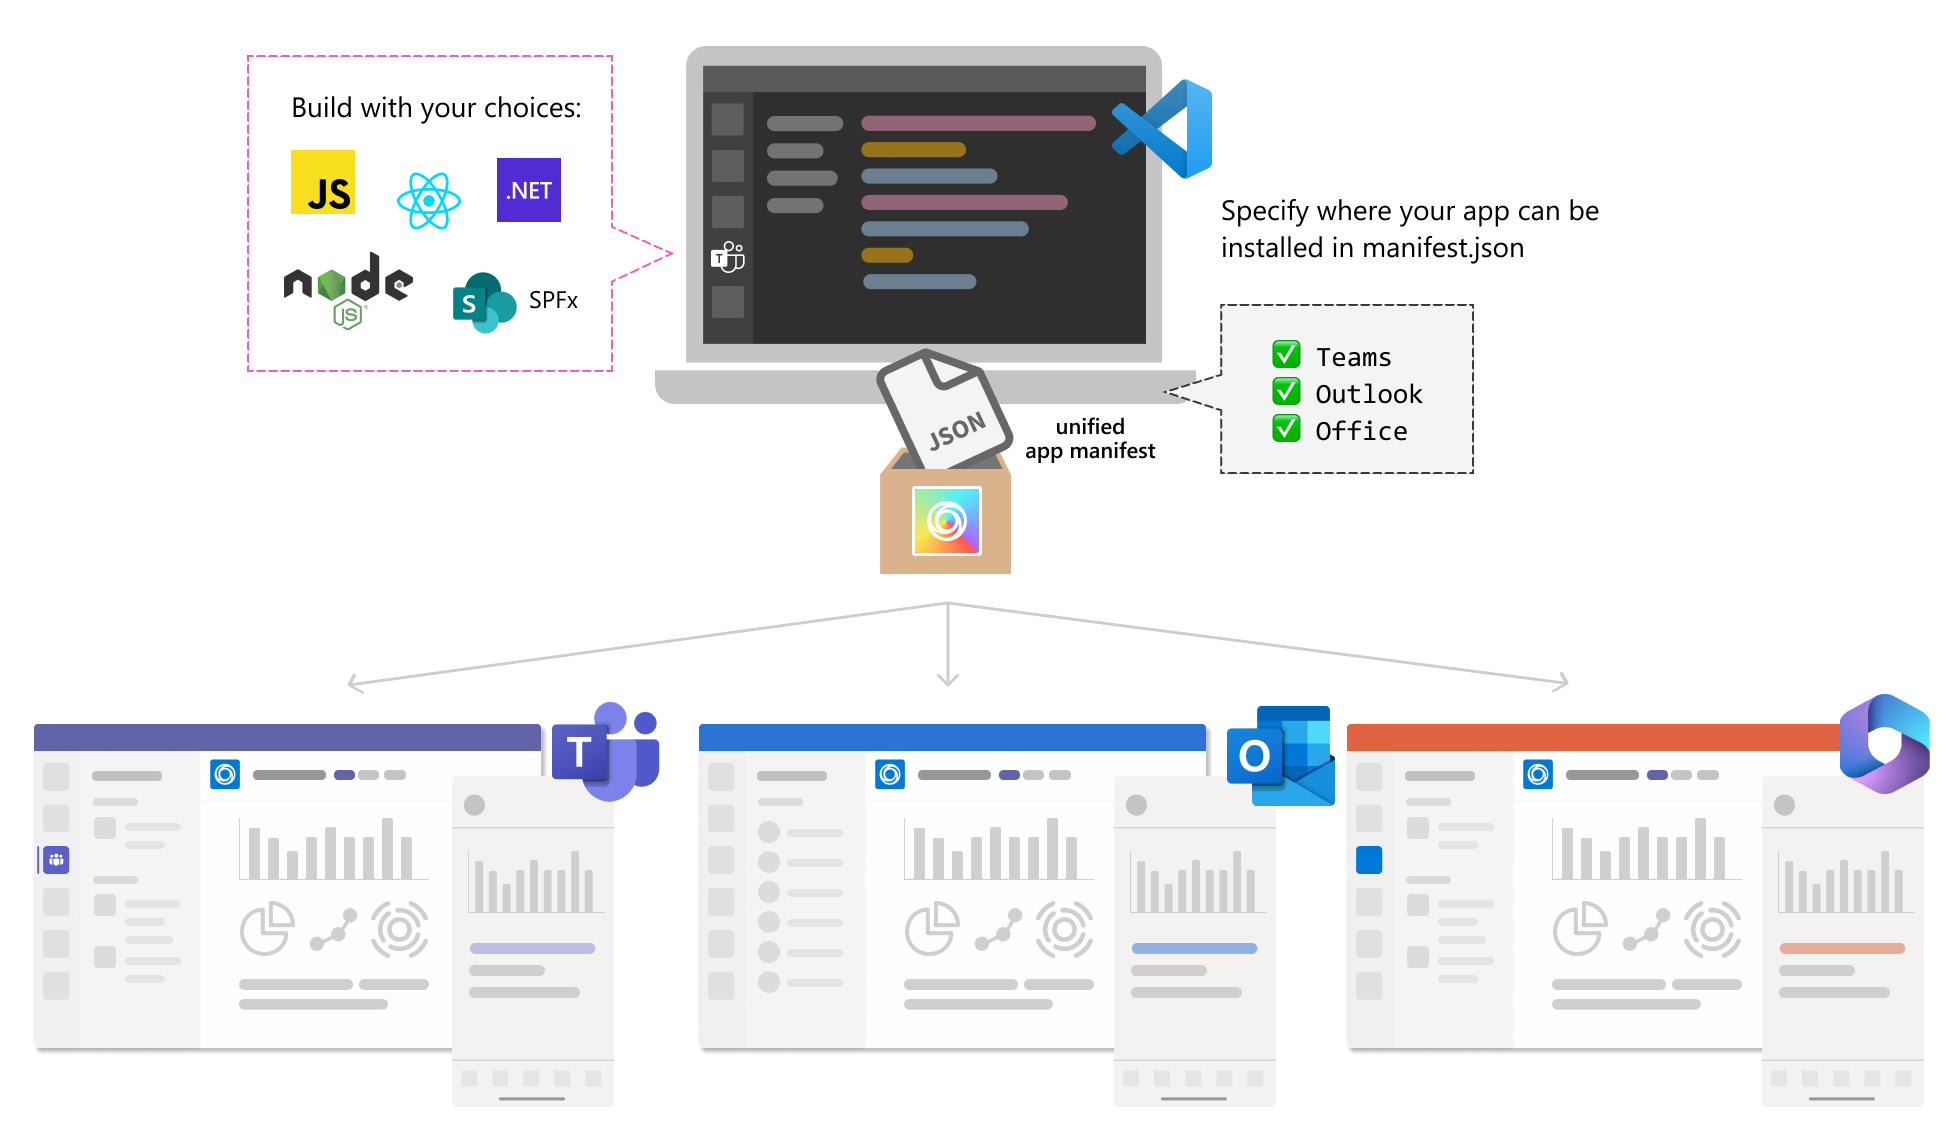 Build with your choices:
JS
.NET
node
JS
S
SPFx
T
Specify where your app can be
installed in manifest.json
✅ Teams
✅ Outlook
✅ Office
JSON
unified
app manifest
T
O